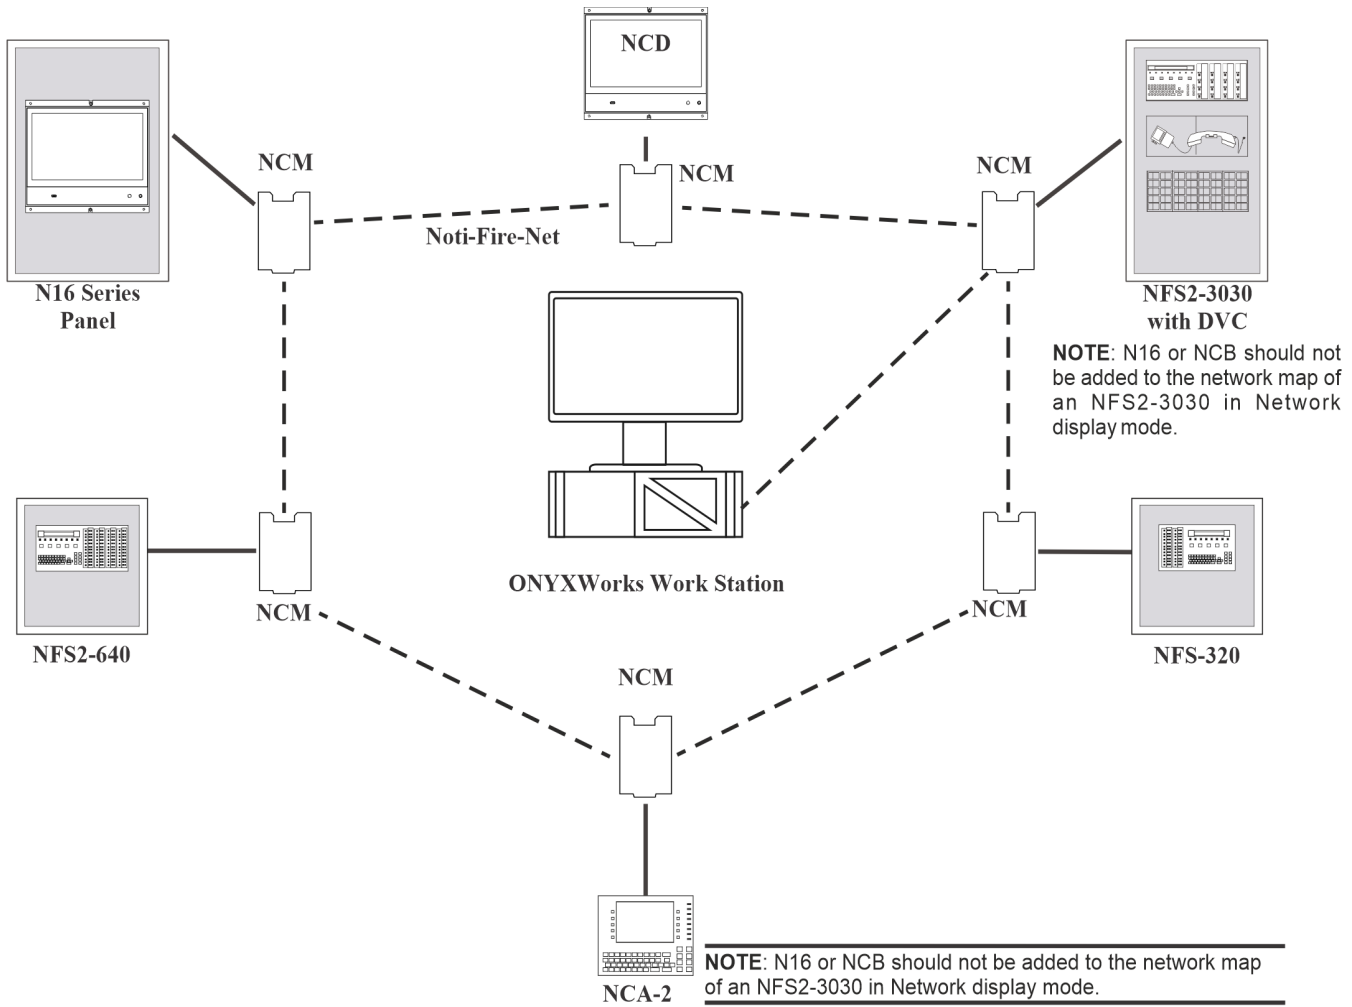 NCD
NCM
NCM
NCM
Noti-Fire-Net
N16 Series
Panel
NFS2-3030
with DVC
NOTE: N16 or NCB should not
be added to the network map of
an NFS2-3030 in Network
display mode.
ONYXWorks Work Station
NCM
NCM
NFS2-640
NFS-320
NCM
NCA-2
NOTE: N16 or NCB should not be added to the network map
of an NFS2-3030 in Network display mode.